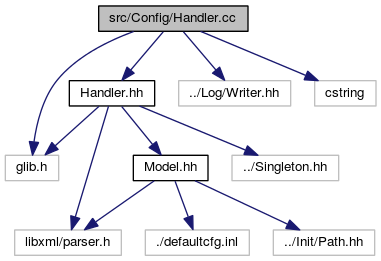 src/Config/Handler.cc
Handler.hh
../Log/Writer.hh
cstring
glib.h
Model.hh
../Singleton.hh
libxml/parser.h
./defaultcfg.inl
../Init/Path.hh